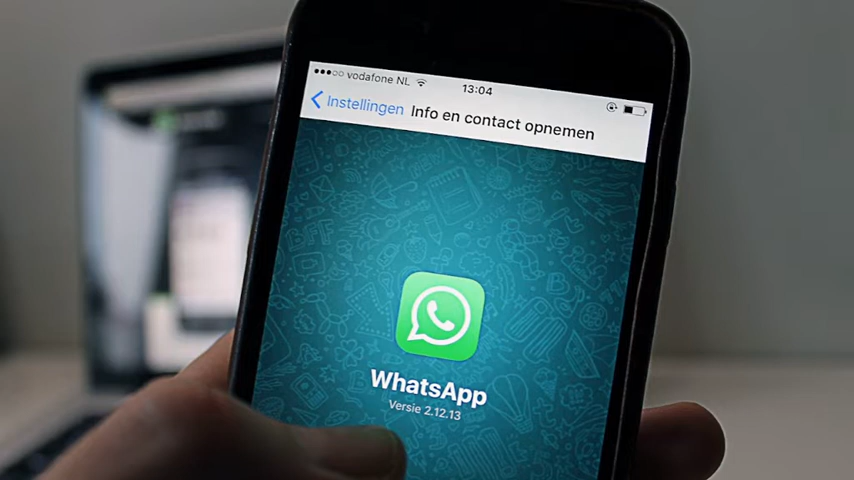 vodafone NL 13:04
Instellingen Info en contact opnemen
WhatsApp
Versie 2.12.13